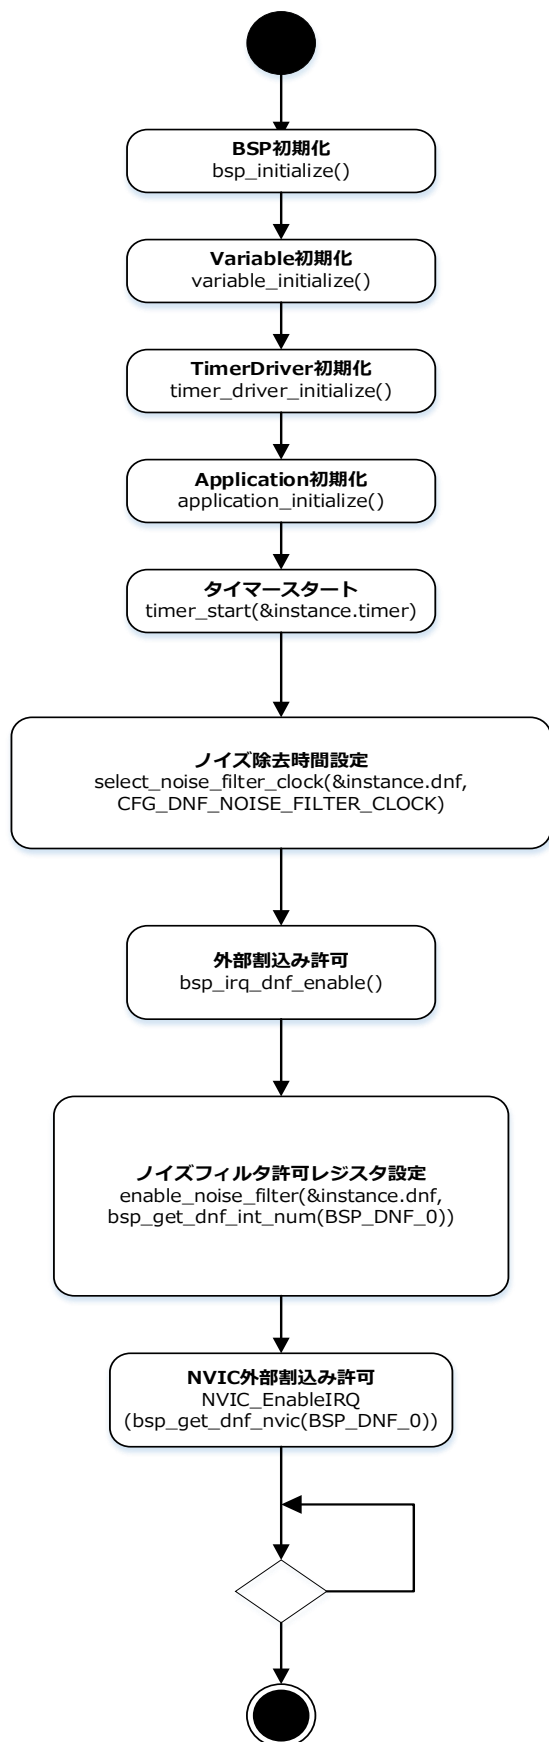 BSP初期化
bsp_initialize()
Variable初期化
variable_initialize()
TimerDriver初期化
timer_driver_initialize()
Application初期化
application_initialize()
タイマースタート
timer_start(&instance.timer)
ノイズ除去時間設定
select_noise_filter_clock(&instance.dnf,
CFG_DNF_NOISE_FILTER_CLOCK)
外部割込み許可
bsp_irq_dnf_enable()
ノイズフィルタ許可レジスタ設定
enable_noise_filter(&instance.dnf,
bsp_get_dnf_int_num(BSP_DNF_0))
NVIC外部割込み許可
NVIC_EnableIRQ
(bsp_get_dnf_nvic(BSP_DNF_0))